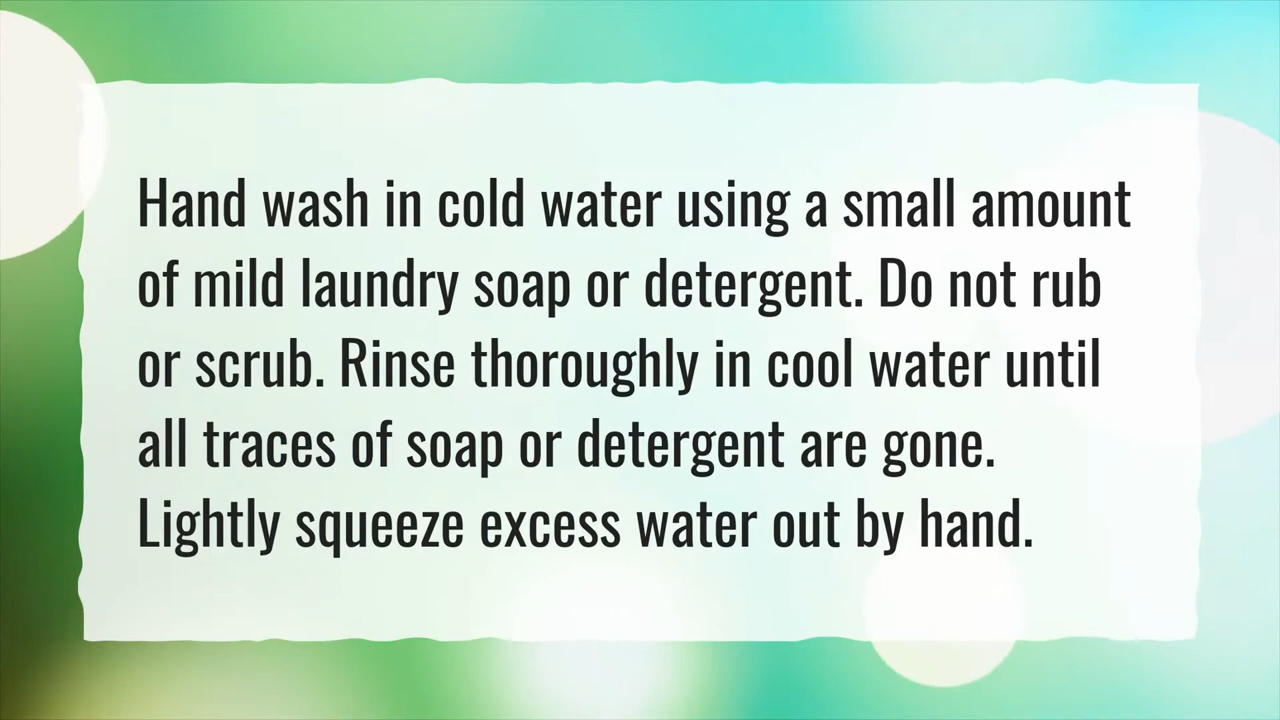 Hand wash in cold water using a small amount
of mild laundry soap or detergent. Do not rub
or scrub. Rinse thoroughly in cool water until
all traces of soap or detergent are gone.
Lightly squeeze excess water out by hand.